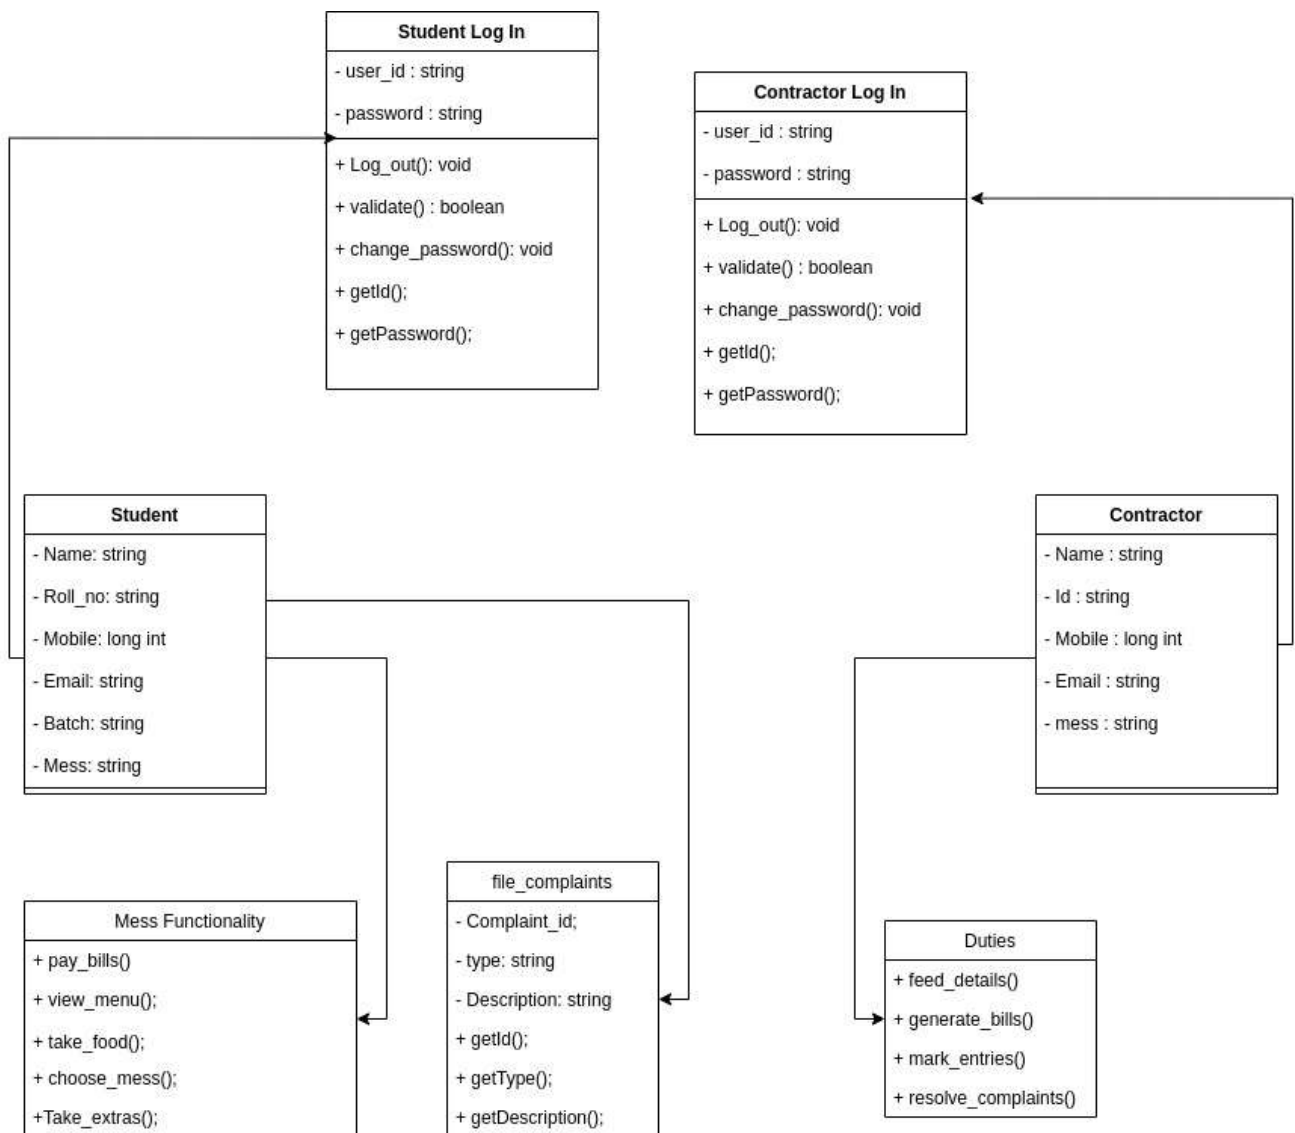 Student Log In
- user_id : string
- password : string
+ Log_out(): void
+ validate() : boolean
+ change_password(): void
+ getId();
+ getPassword();
Contractor Log In
- user_id : string
- password : string
+ Log_out(): void
+ validate() : boolean
+ change_password(): void
+ getId();
+ getPassword();
Student
- Name: string
- Roll_no: string
- Mobile: long int
- Email: string
- Batch: string
- Mess: string
Contractor
- Name : string
- Id : string
- Mobile : long int
- Email : string
- mess : string
Mess Functionality
+ pay_bills()
+ view_menu();
+ take_food();
+ choose_mess();
+Take_extras();
file_complaints
- Complaint_id;
- type: string
- Description: string
+ getId();
+ getType();
+ getDescription();
Duties
+ feed_details()
+ generate_bills()
+ mark_entries()
+ resolve_complaints()